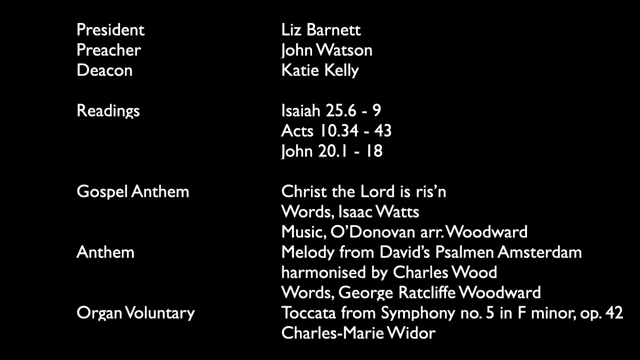 President Liz Barnett
Preacher John Watson
Deacon Katie Kelly
Readings Isaiah 25.6 - 9
Acts 10.34 - 43
John 20.1 - 18
Gospel Anthem Christ the Lord is ris'n
Words, Isaac Watts
Music, O'Donovan arr. Woodward
Anthem Melody from David's Psalmen Amsterdam
harmonised by Charles Wood
Words, George Ratcliffe Woodward
Organ Voluntary Toccata from Symphony no. 5 in F minor, op. 42
Charles-Marie Widor